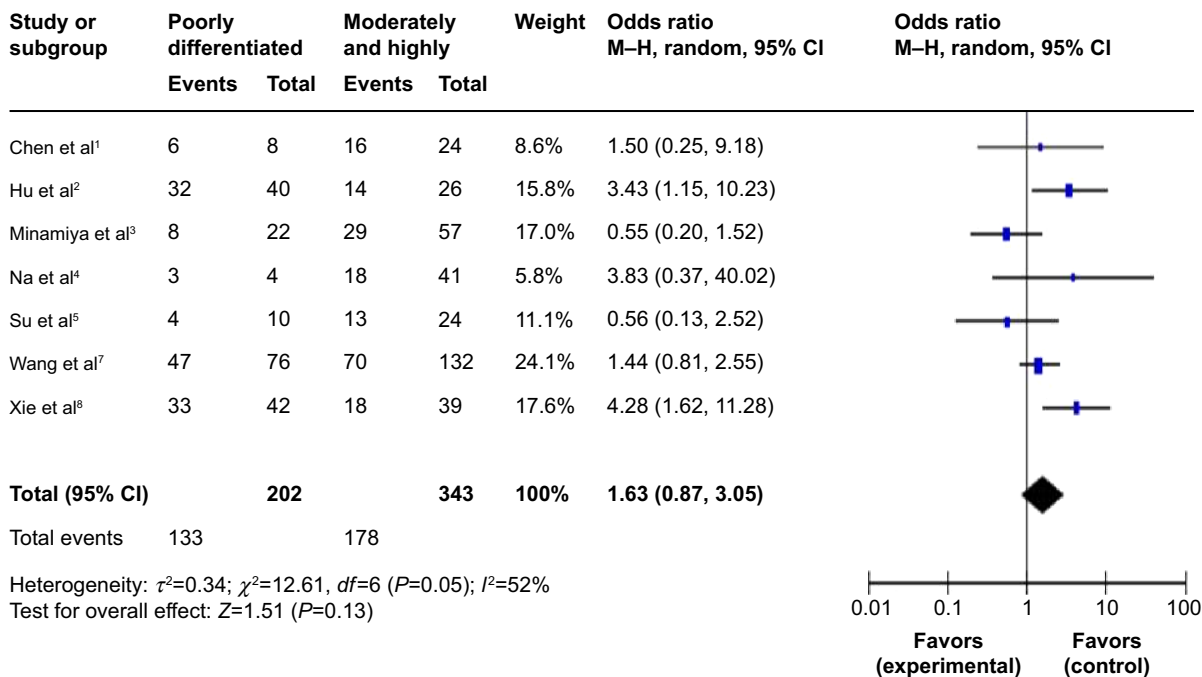 Study or subgroup Poorly differentiated Moderately and highly Weight Odds ratio M–H, random, 95% CI Odds ratio M–H, random, 95% CI
Events Total Events Total
Chen et al¹ 6 8 16 24 8.6% 1.50 (0.25, 9.18)
Hu et al² 32 40 14 26 15.8% 3.43 (1.15, 10.23)
Minamiya et al³ 8 22 29 57 17.0% 0.55 (0.20, 1.52)
Na et al⁴ 3 4 18 41 5.8% 3.83 (0.37, 40.02)
Su et al⁵ 4 10 13 24 11.1% 0.56 (0.13, 2.52)
Wang et al⁷ 47 76 70 132 24.1% 1.44 (0.81, 2.55)
Xie et al⁸ 33 42 18 39 17.6% 4.28 (1.62, 11.28)
Total (95% CI) 202 343 100% 1.63 (0.87, 3.05)
Total events 133 178
Heterogeneity: τ²=0.34; χ²=12.61, df=6 (P=0.05); I²=52%
Test for overall effect: Z=1.51 (P=0.13)
0.01 0.1 1 10 100
Favors (experimental) Favors (control)